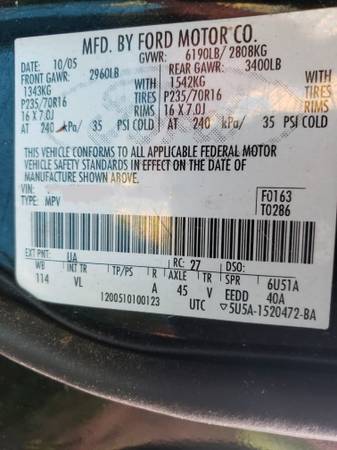 MFD. BY FORD MOTOR CO.
DATE: 10/05 GVWR: 6190LB/ 2808KG
FRONT GAWR: 2960LB REAR GAWR: 3400LB
1343KG WITH 1542KG WITH
P235/70R16 TIRES P235/70R16 TIRES
16 X 7.0J RIMS 16 X 7.0J RIMS
AT 240 kPa/ 35 PSI COLD AT 240 kPa/ 35 PSI COLD
THIS VEHICLE CONFORMS TO ALL APPLICABLE FEDERAL MOTOR
VEHICLE SAFETY STANDARDS IN EFFECT ON THE DATE OF
MANUFACTURE SHOWN ABOVE.
VIN:
TYPE: MPV
F0163
T0286
EXT PNT: UA RC: 27 DSO:
WB INT TR TP/PS R AXLE TR SPR 6U51A
114 VL A 45 V EEDD 40A
1200510100123 UTC 5U5A-1520472-BA